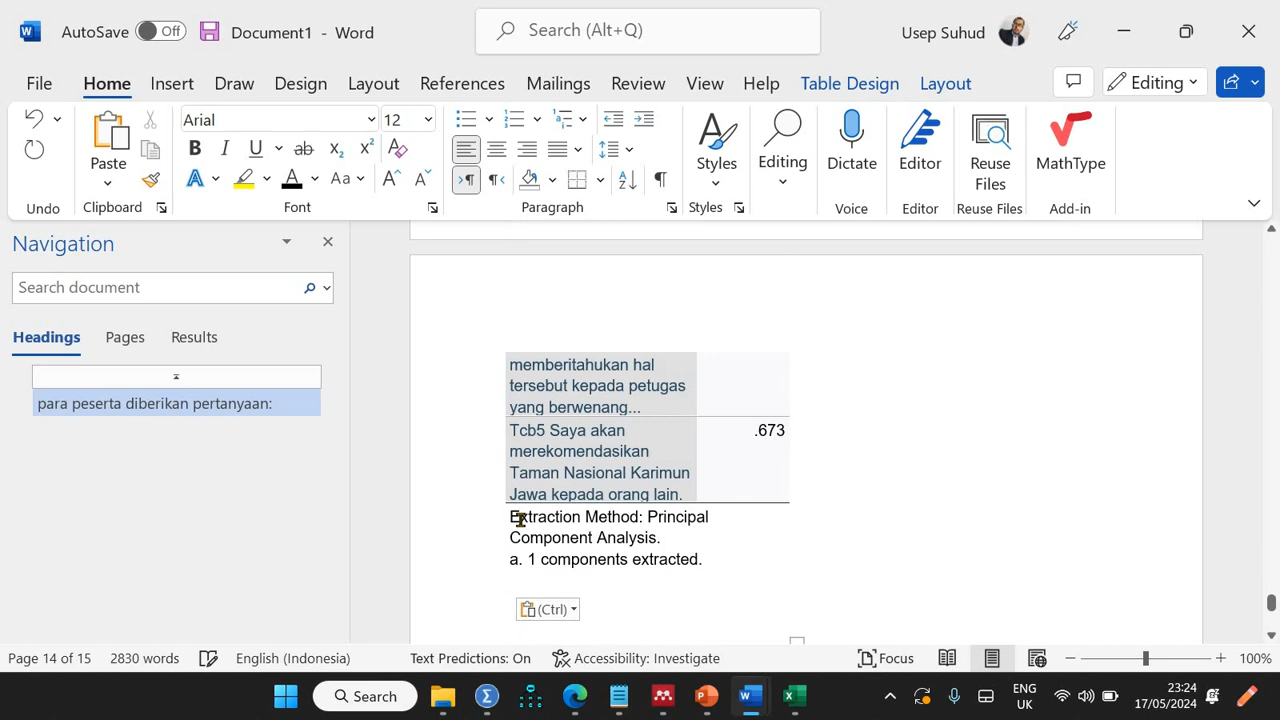 AutoSave Off Document1 - Word Search (Alt+Q) Usep Suhud
File Home Insert Draw Design Layout References Mailings Review View Help Table Design Layout Editing
Arial 12
Paste Styles Editing Dictate Editor Reuse Files MathType
Undo Clipboard Font Paragraph Styles Voice Editor Reuse Files Add-in
Navigation
Search document
Headings Pages Results
para peserta diberikan pertanyaan:
memberitahukan hal
tersebut kepada petugas
yang berwenang...
Tcb5 Saya akan .673
merekomendasikan
Taman Nasional Karimun
Jawa kepada orang lain.
Extraction Method: Principal
Component Analysis.
a. 1 components extracted.
(Ctrl)
Page 14 of 15 2830 words English (Indonesia) Text Predictions: On Accessibility: Investigate Focus 100%
Search ENG UK 23:24 17/05/2024